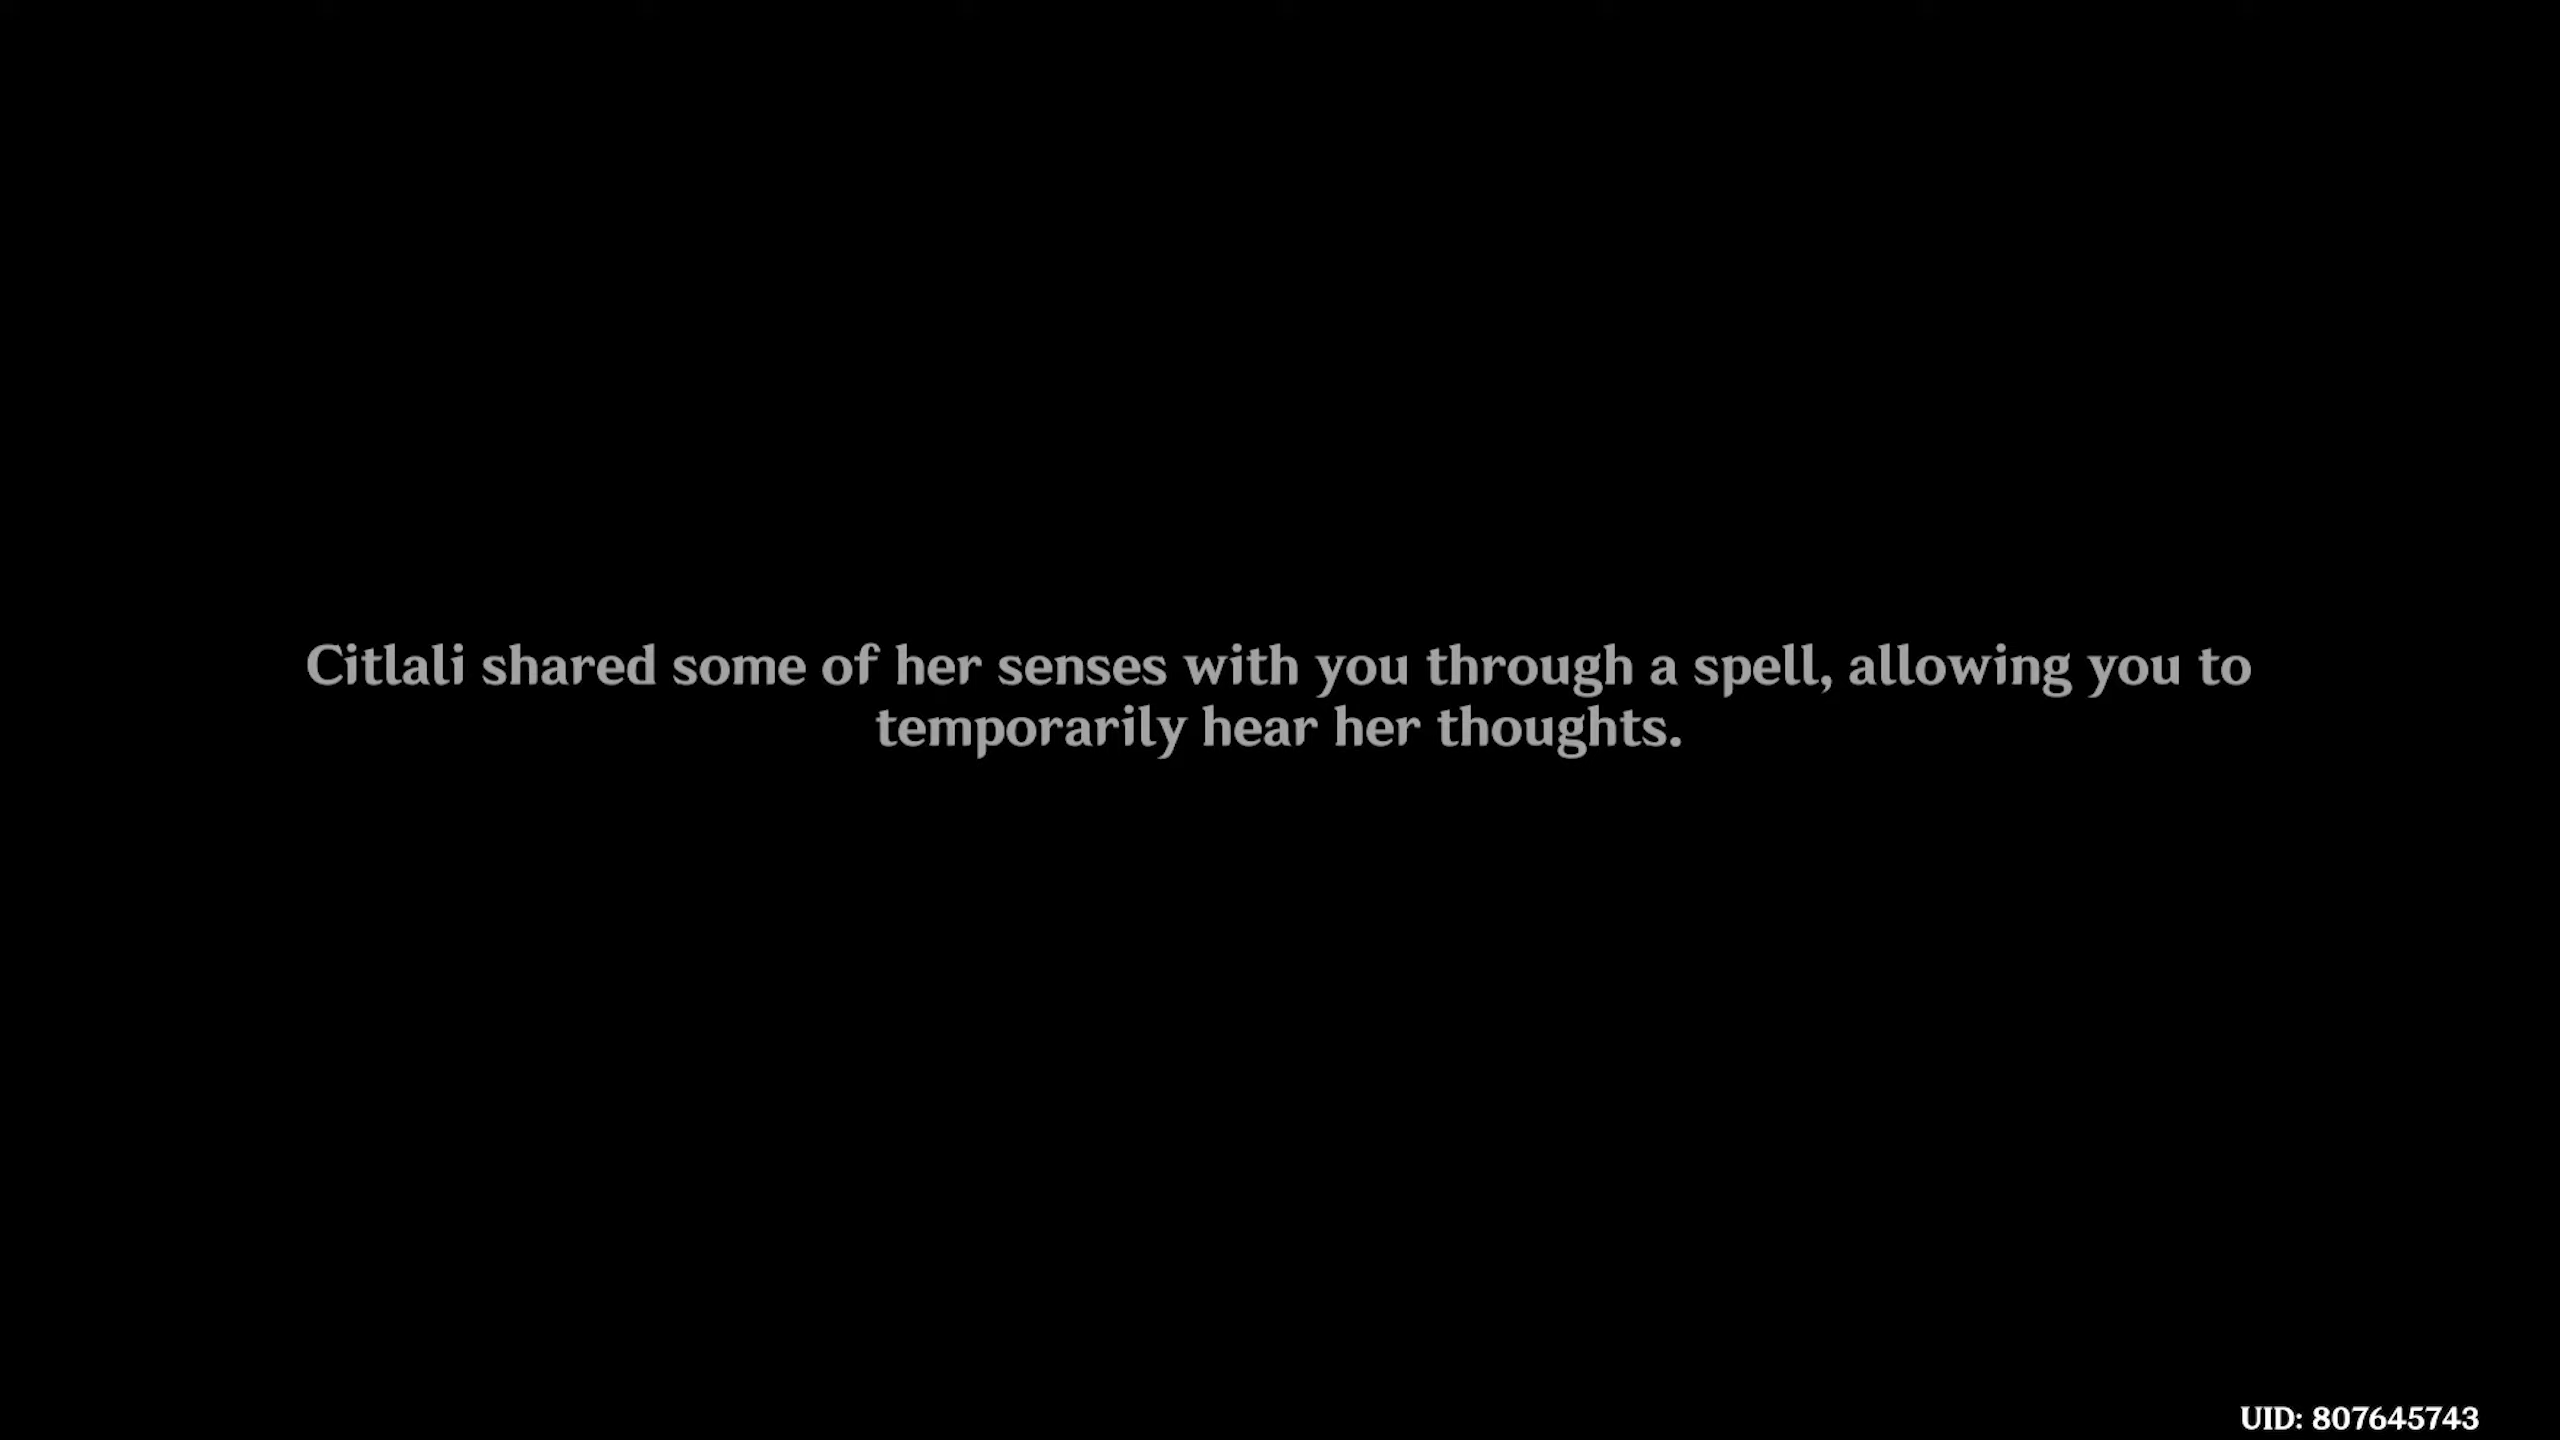 Citlali shared some of her senses with you through a spell, allowing you to
temporarily hear her thoughts.
UID: 807645743